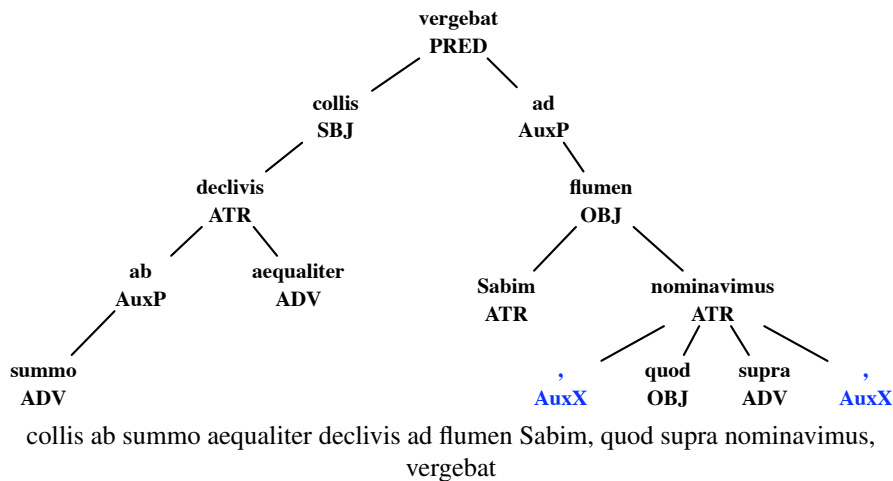 vergebat
PRED
collis ad
SBJ AuxP
declivis flumen
ATR OBJ
ab aequaliter Sabim nominavimus
AuxP ADV ATR ATR
summo , quod supra ,
ADV AuxX OBJ ADV AuxX
collis ab summo aequaliter declivis ad flumen Sabim, quod supra nominavimus,
vergebat